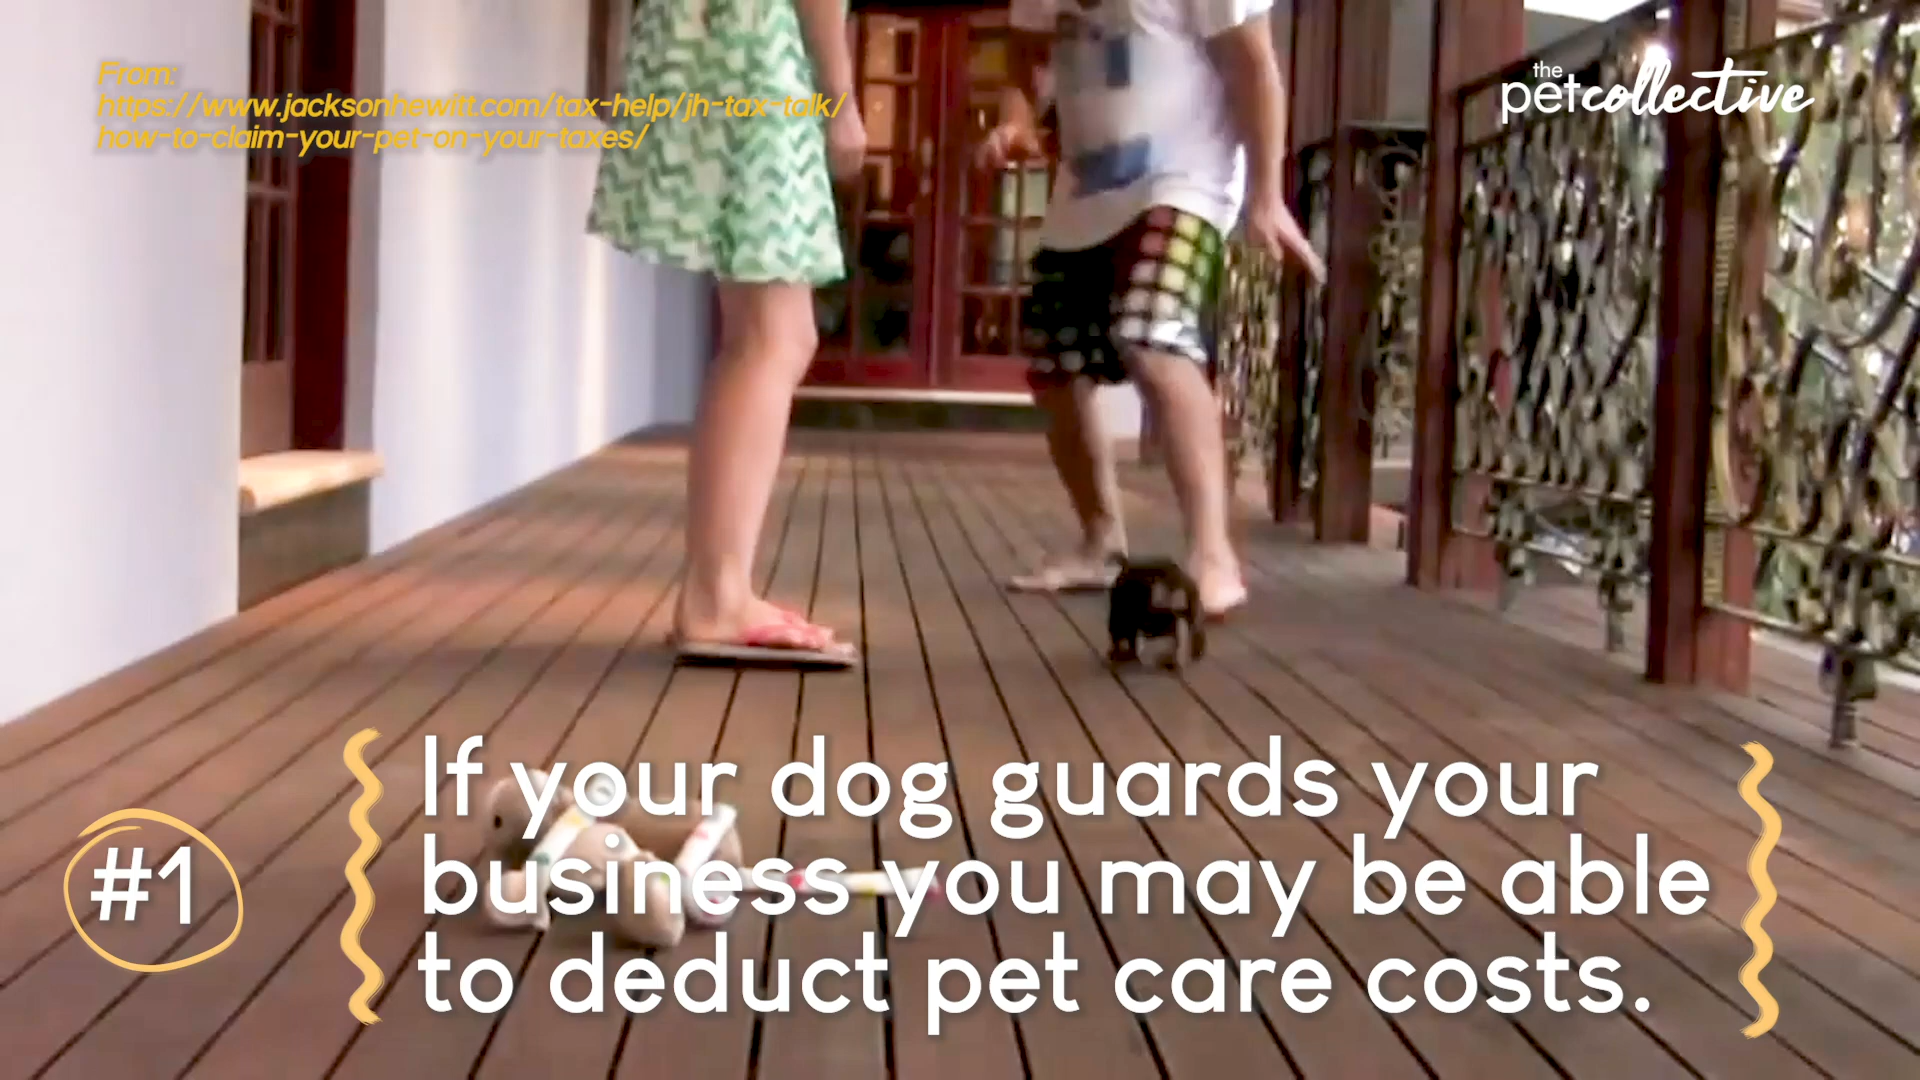 From:
https://www.jacksonhewitt.com/tax-help/jh-tax-talk/
how-to-claim-your-pet-on-your-taxes/
the
petcollective
#1
If your dog guards your
business you may be able
to deduct pet care costs.